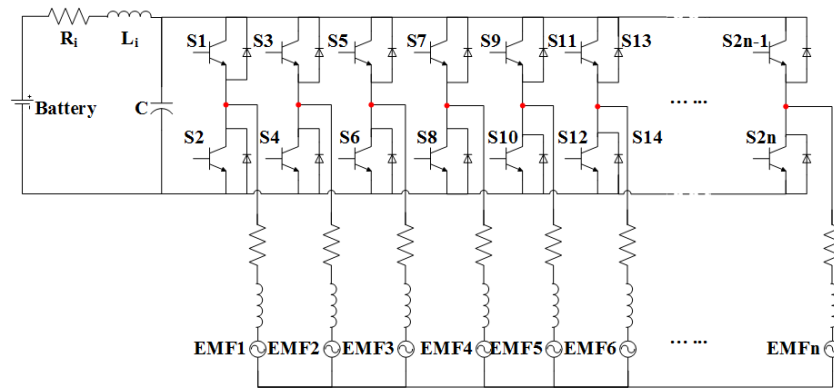 Ri Li
S1 S3 S5 S7 S9 S11 S13 S2n-1
Battery C ... ...
S2 S4 S6 S8 S10 S12 S14 S2n
EMF1 EMF2 EMF3 EMF4 EMF5 EMF6 ... ... EMFn